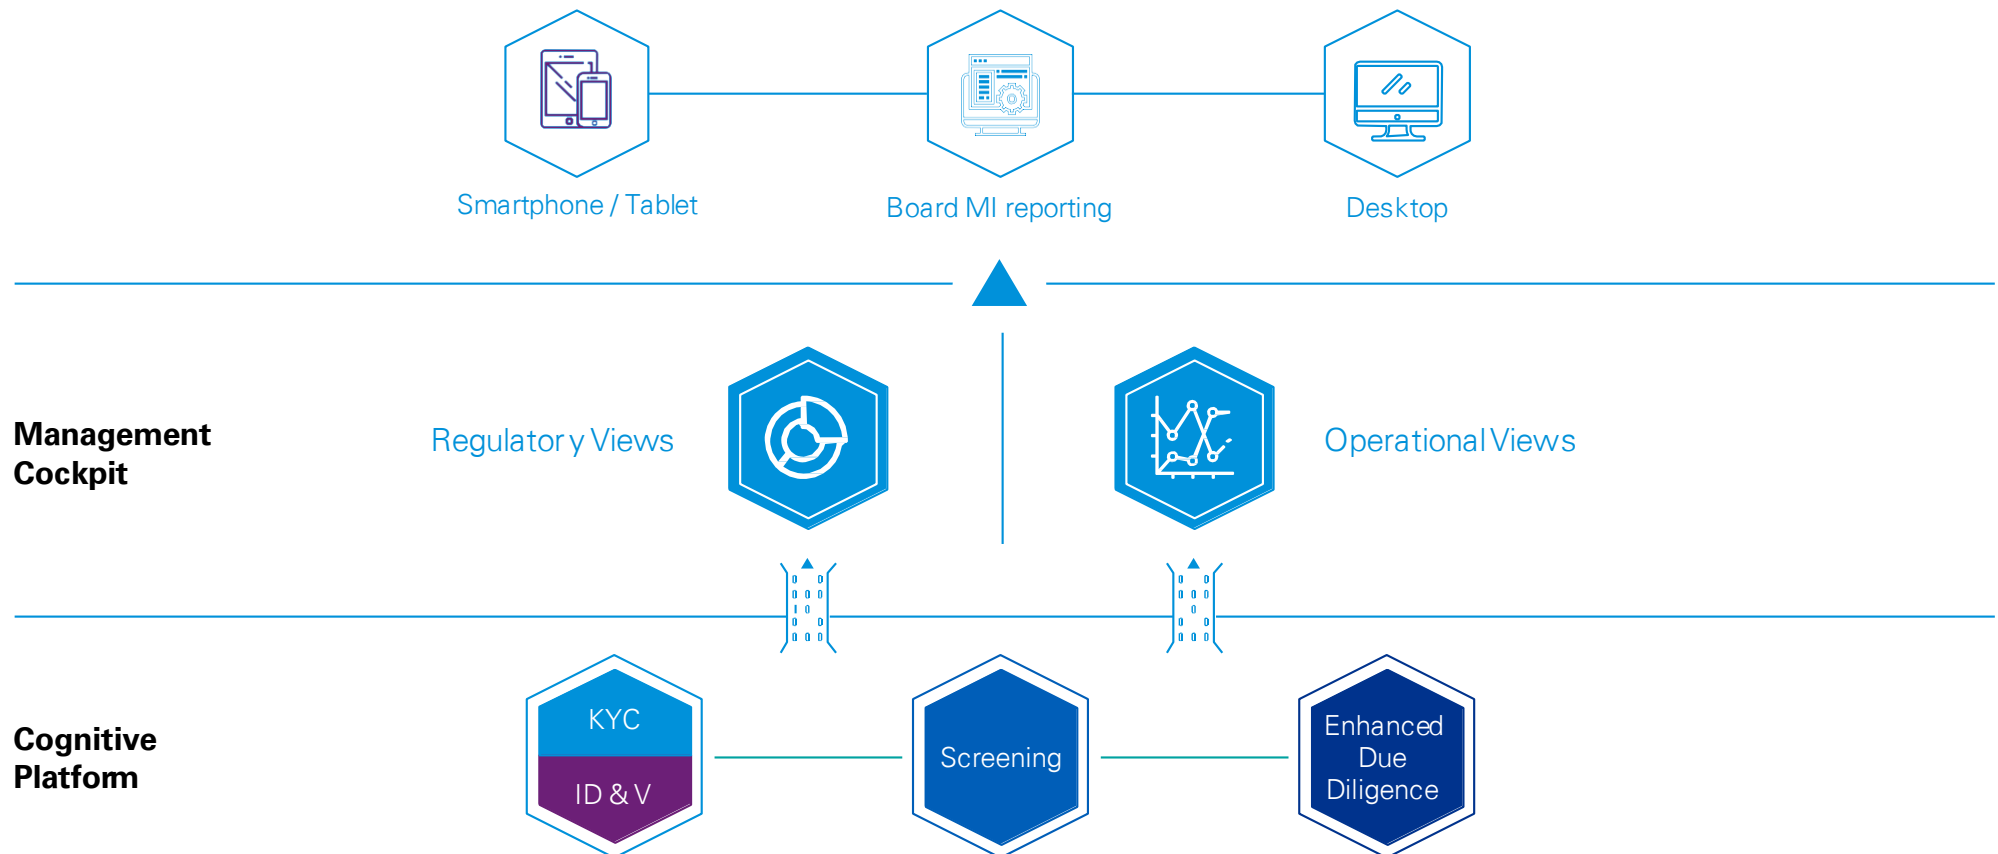 Smartphone / Tablet
Board MI reporting
Desktop
Management
Cockpit
Regulatory Views
Operational Views
Cognitive
Platform
KYC
ID & V
Screening
Enhanced
Due
Diligence